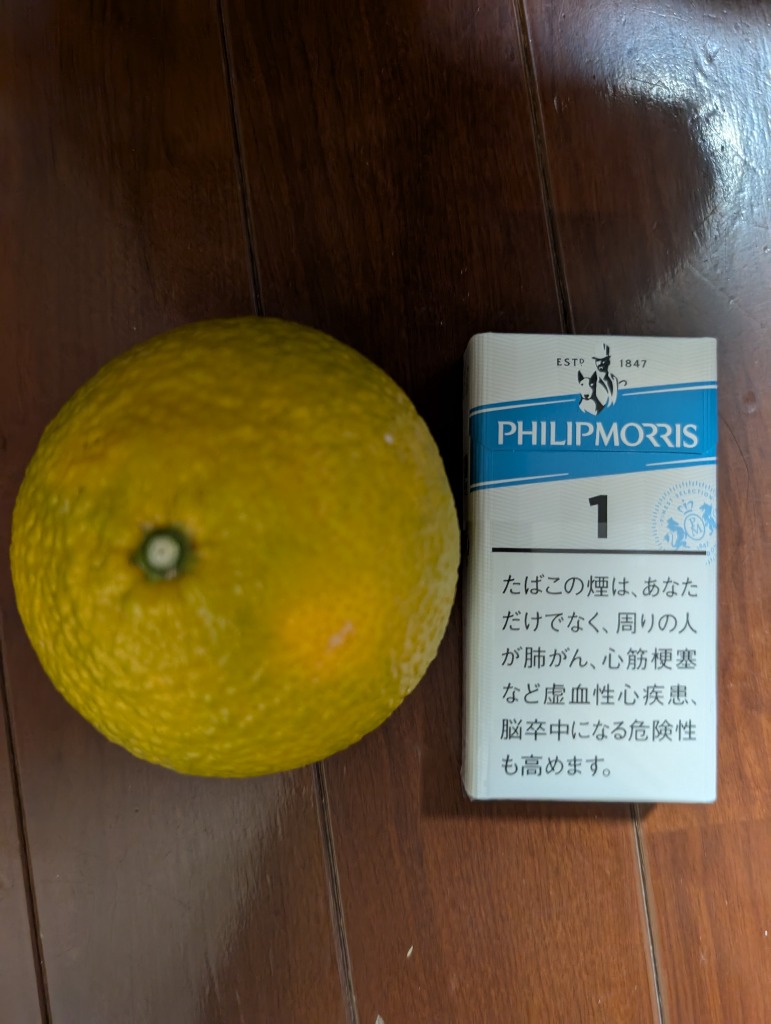 ESTD 1847
PHILIPMORRIS
1
たばこの煙は、あなた
だけでなく、周りの人
が肺がん、心筋梗塞
など虚血性心疾患、
脳卒中になる危険性
も高めます。